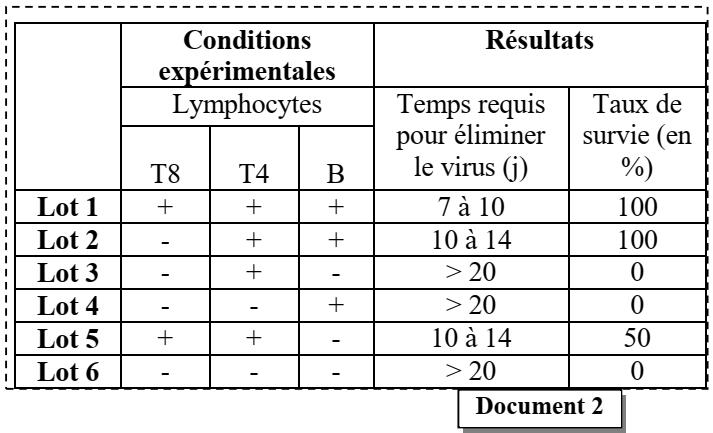 Conditions expérimentales Résultats
Lymphocytes Temps requis pour éliminer le virus (j) Taux de survie (en %)
T8 T4 B
Lot 1 + + + 7 à 10 100
Lot 2 - + + 10 à 14 100
Lot 3 - + - > 20 0
Lot 4 - - + > 20 0
Lot 5 + + - 10 à 14 50
Lot 6 - - - > 20 0
Document 2